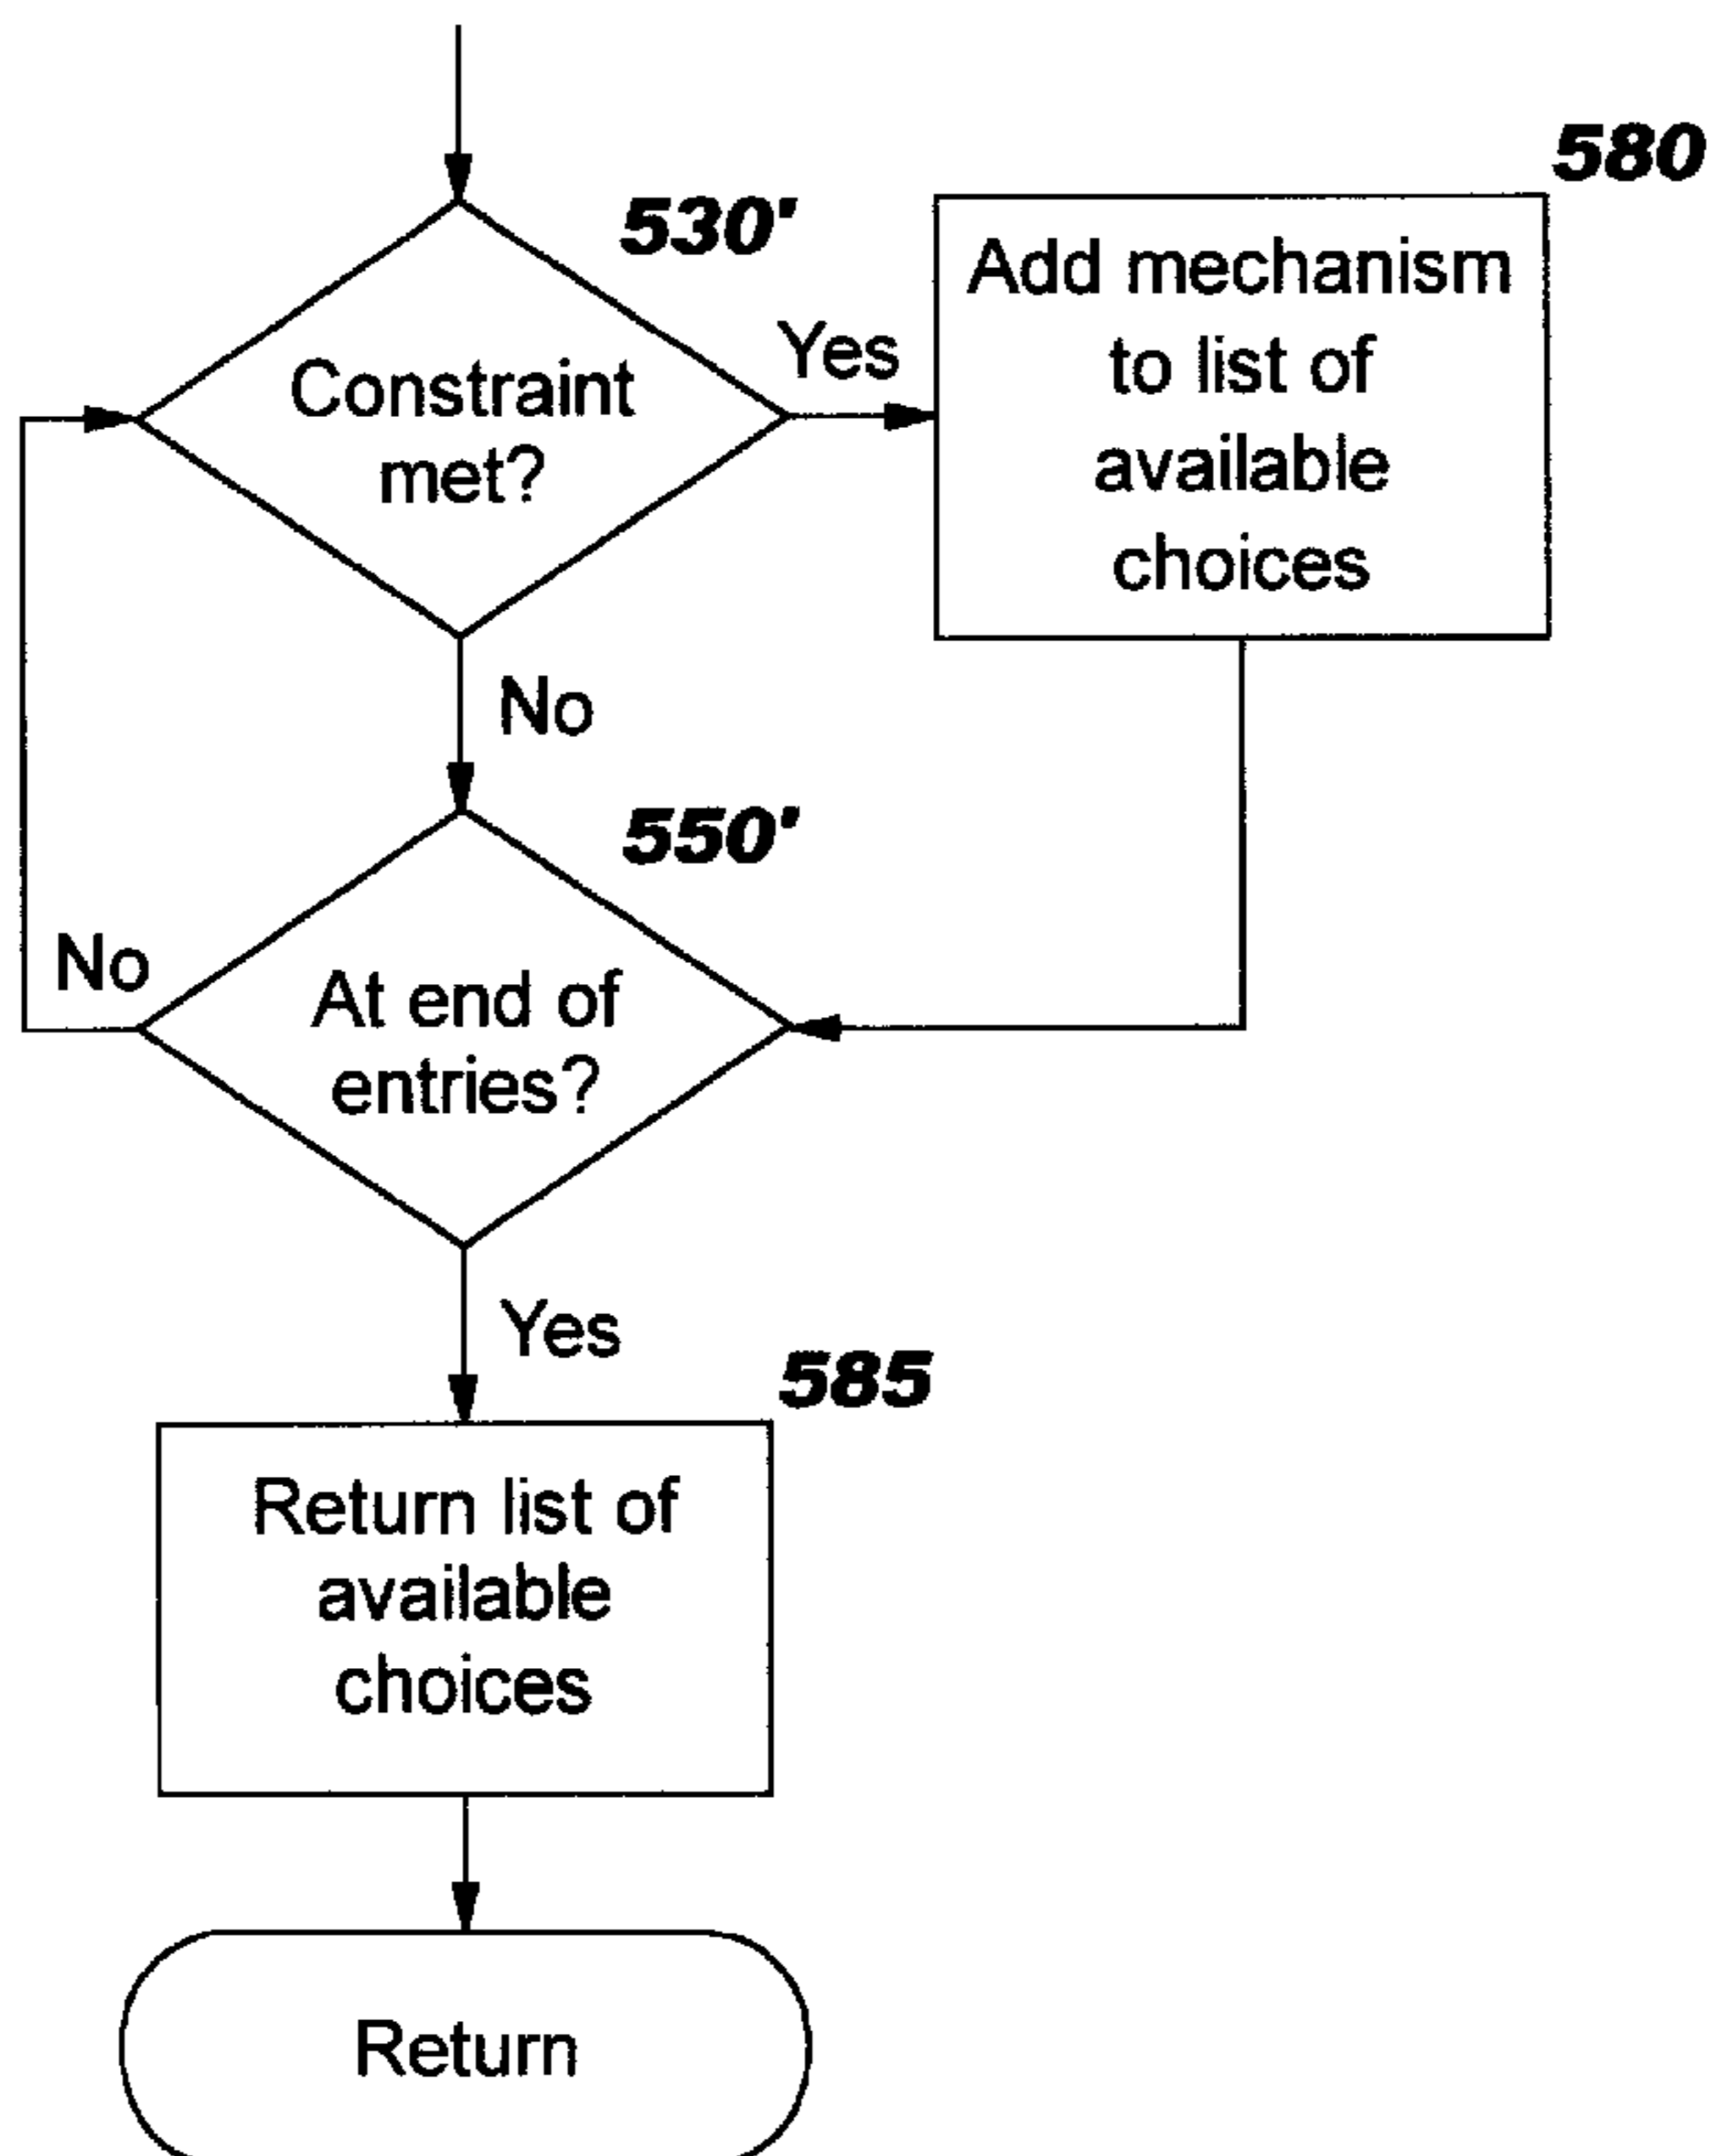 580
530'
Add mechanism
to list of
available
choices
Yes
Constraint
met?
No
550'
No
At end of
entries?
Yes
585
Return list of
available
choices
Return